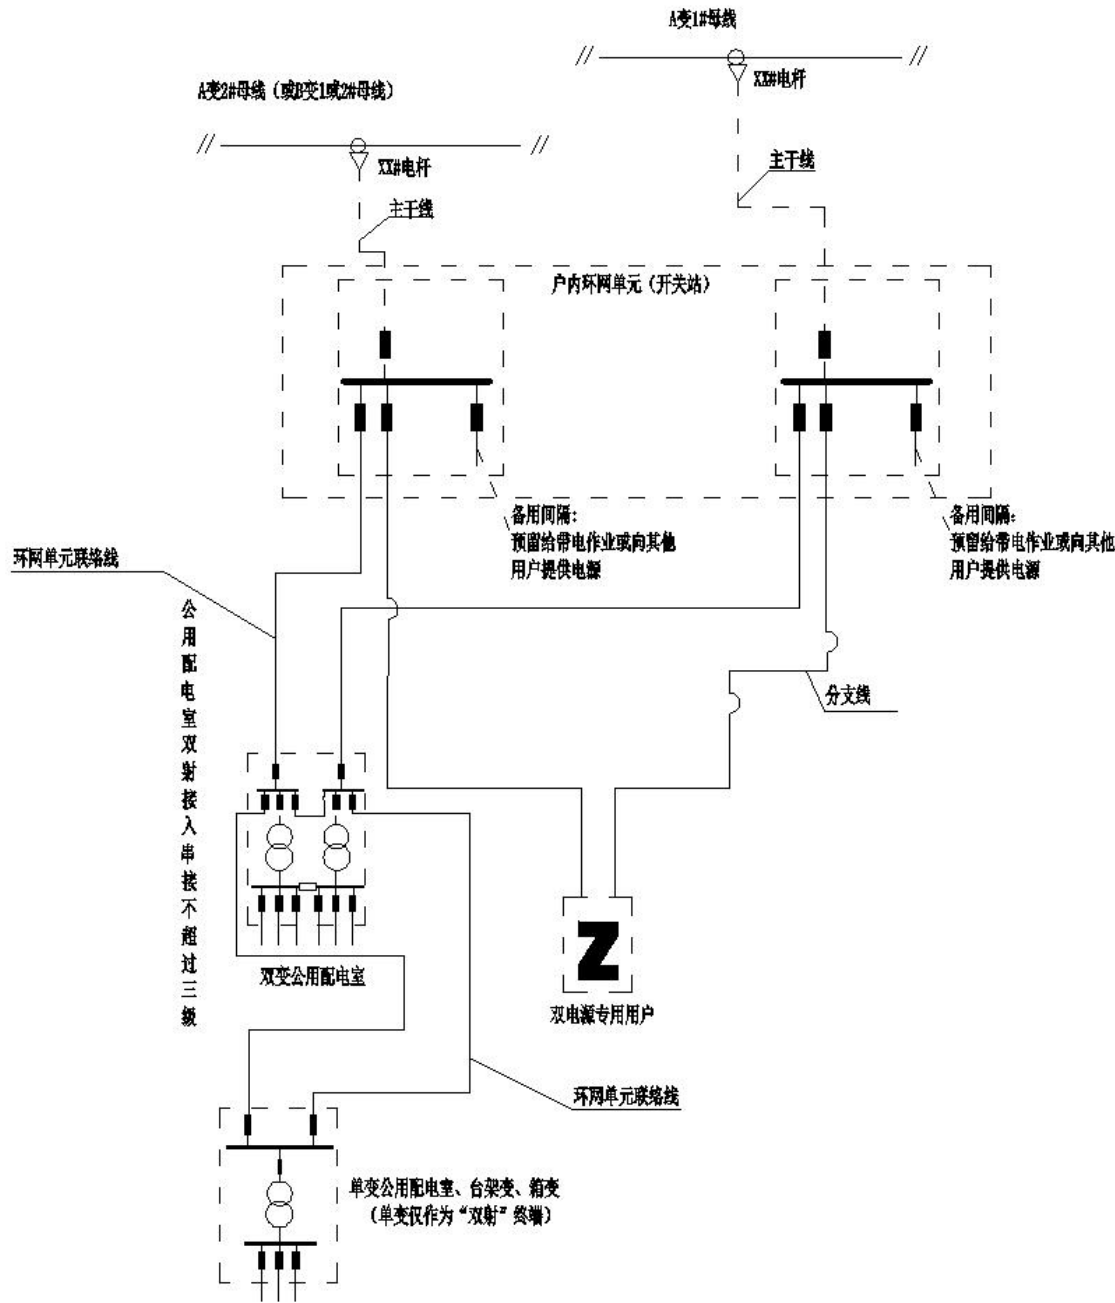 A变1#母线
XX#电杆
A变2#母线（或B变1或2#母线）
XX#电杆
主干线
主干线
户内环网单元（开关站）
备用间隔：
预留给带电作业或向其他
用户提供电源
备用间隔：
预留给带电作业或向其他
用户提供电源
环网单元联络线
公用配电室双射接入串接不超过三级
分支线
双变公用配电室
Z
双电源专用用户
环网单元联络线
单变公用配电室、台架变、箱变
（单变仅作为“双射”终端）